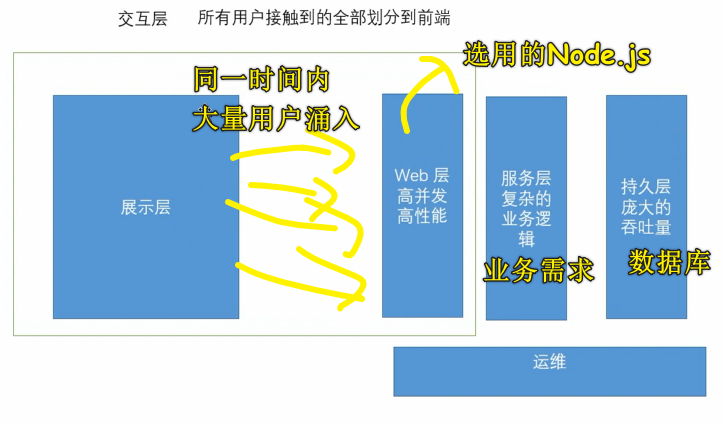 交互层 所有用户接触到的全部划分到前端
选用的Node.js
同一时间内
大量用户涌入
展示层
Web 层
高并发
高性能
服务层
复杂的
业务逻
辑
业务需求
持久层
庞大的
吞吐量
数据库
运维